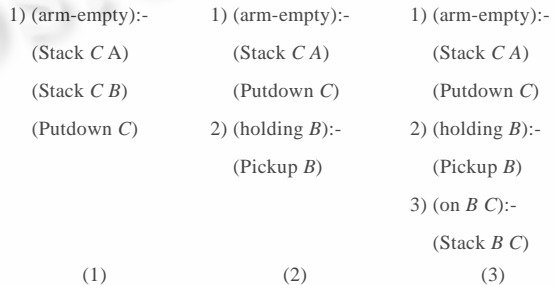 1) (arm-empty):-
(Stack C A)
(Stack C B)
(Putdown C)
(1)
1) (arm-empty):-
(Stack C A)
(Putdown C)
2) (holding B):-
(Pickup B)
(2)
1) (arm-empty):-
(Stack C A)
(Putdown C)
2) (holding B):-
(Pickup B)
3) (on B C):-
(Stack B C)
(3)